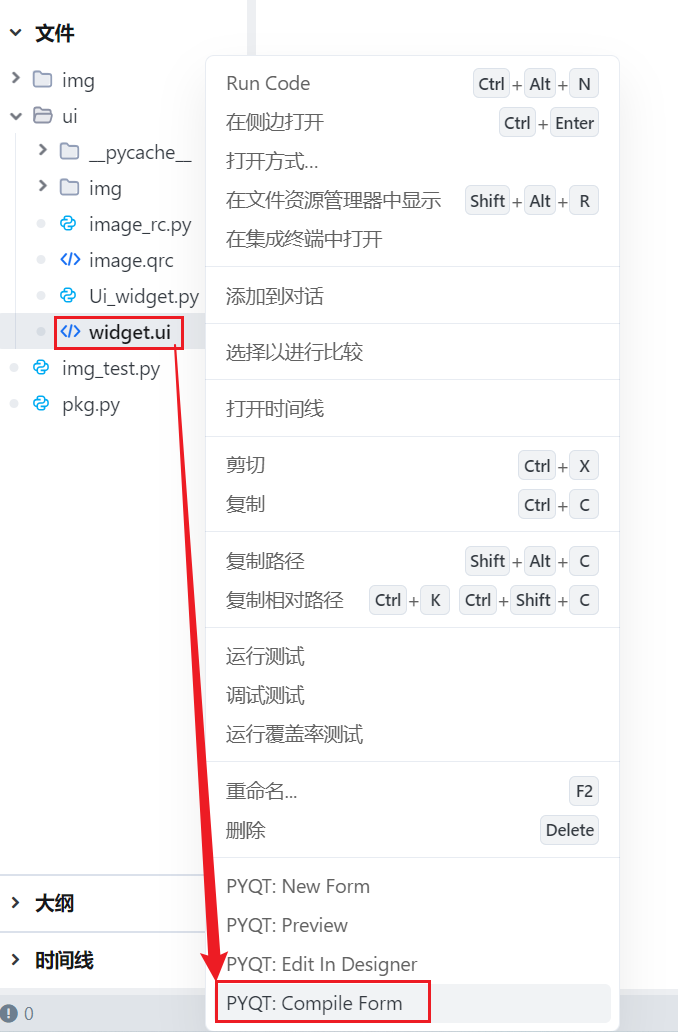 文件
img
ui
__pycache__
img
image_rc.py
image.qrc
Ui_widget.py
widget.ui
img_test.py
pkg.py
大纲
时间线
0
Run Code Ctrl + Alt + N
在侧边打开 Ctrl + Enter
打开方式...
在文件资源管理器中显示 Shift + Alt + R
在集成终端中打开
添加到对话
选择以进行比较
打开时间线
剪切 Ctrl + X
复制 Ctrl + C
复制路径 Shift + Alt + C
复制相对路径 Ctrl + K Ctrl + Shift + C
运行测试
调试测试
运行覆盖率测试
重命名... F2
删除 Delete
PYQT: New Form
PYQT: Preview
PYQT: Edit In Designer
PYQT: Compile Form